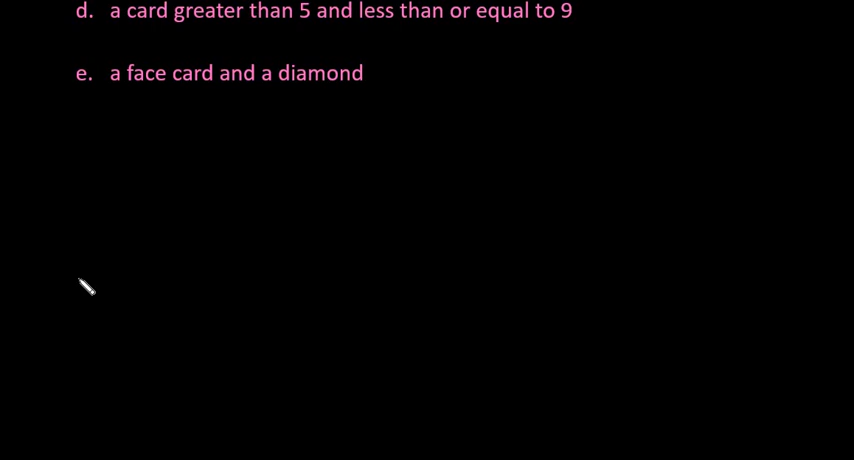 d. a card greater than 5 and less than or equal to 9
e. a face card and a diamond